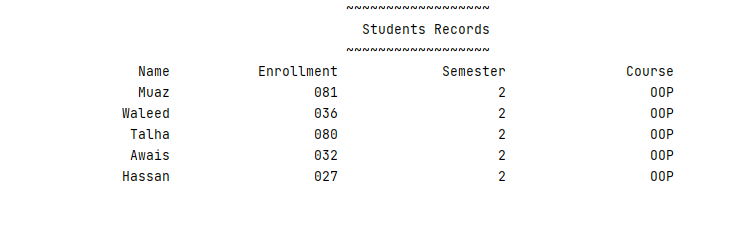 ~~~~~~~~~~~~~~~~~~
Students Records
~~~~~~~~~~~~~~~~~~
Name Enrollment Semester Course
Muaz 081 2 OOP
Waleed 036 2 OOP
Talha 080 2 OOP
Awais 032 2 OOP
Hassan 027 2 OOP